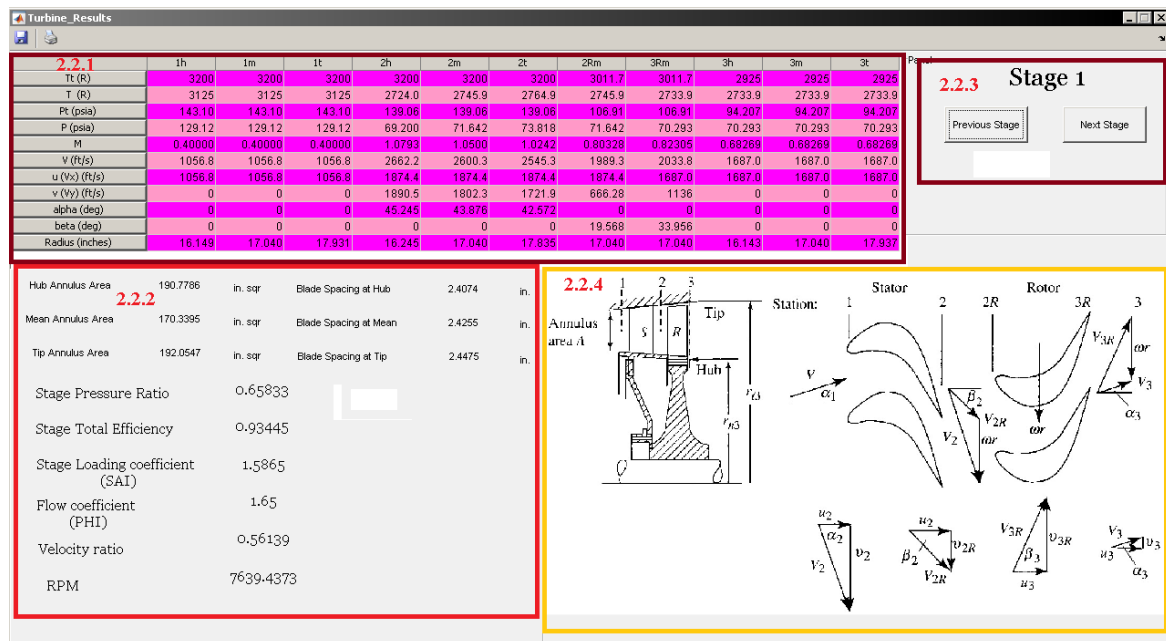 Turbine_Results
2.2.1
1h 1m 1t 2h 2m 2t 2Rm 3Rm 3h 3m 3t
Tt (R) 3200 3200 3200 3200 3200 3200 3011.7 3011.7 2925 2925 2925
T (R) 3125 3125 3125 2724.0 2745.9 2764.9 2745.9 2733.9 2733.9 2733.9 2733.9
Pt (psia) 143.10 143.10 143.10 139.06 139.06 139.06 106.91 106.91 94.207 94.207 94.207
P (psia) 129.12 129.12 129.12 69.200 71.642 73.818 71.642 70.293 70.293 70.293 70.293
M 0.40000 0.40000 0.40000 1.0793 1.0500 1.0242 0.80328 0.82305 0.68269 0.68269 0.68269
V (ft/s) 1056.8 1056.8 1056.8 2662.2 2600.3 2545.3 1989.3 2033.8 1687.0 1687.0 1687.0
u (Vx) (ft/s) 1056.8 1056.8 1056.8 1874.4 1874.4 1874.4 1874.4 1687.0 1687.0 1687.0 1687.0
v (Vy) (ft/s) 0 0 0 1890.5 1802.3 1721.9 666.28 1136 0 0 0
alpha (deg) 0 0 0 45.245 43.876 42.572 0 0 0 0 0
beta (deg) 0 0 0 0 0 0 19.568 33.956 0 0 0
Radius (inches) 16.149 17.040 17.931 16.245 17.040 17.835 17.040 17.040 16.143 17.040 17.937
2.2.3 Stage 1
Previous Stage Next Stage
2.2.2
Hub Annulus Area 190.7786 in. sqr Blade Spacing at Hub 2.4074 in.
Mean Annulus Area 170.3395 in. sqr Blade Spacing at Mean 2.4255 in.
Tip Annulus Area 192.0547 in. sqr Blade Spacing at Tip 2.4475 in.
Stage Pressure Ratio 0.65833
Stage Total Efficiency 0.93445
Stage Loading coefficient 1.5865
(SAI)
Flow coefficient 1.65
(PHI)
Velocity ratio 0.56139
RPM 7639.4373
2.2.4
1 2 3
Tip
Annulus
area A
S R
Hub
r_t3
r_h3
Stator Rotor
Station: 1 2 2R 3R 3
V α1
β2
V2 V2R ωr
ωr
V3R ωr V3 α3
u2 α2 V2 υ2
u2 β2 V2R υ2R
V3R β3 u3 υ3R
V3 u3 υ3 α3